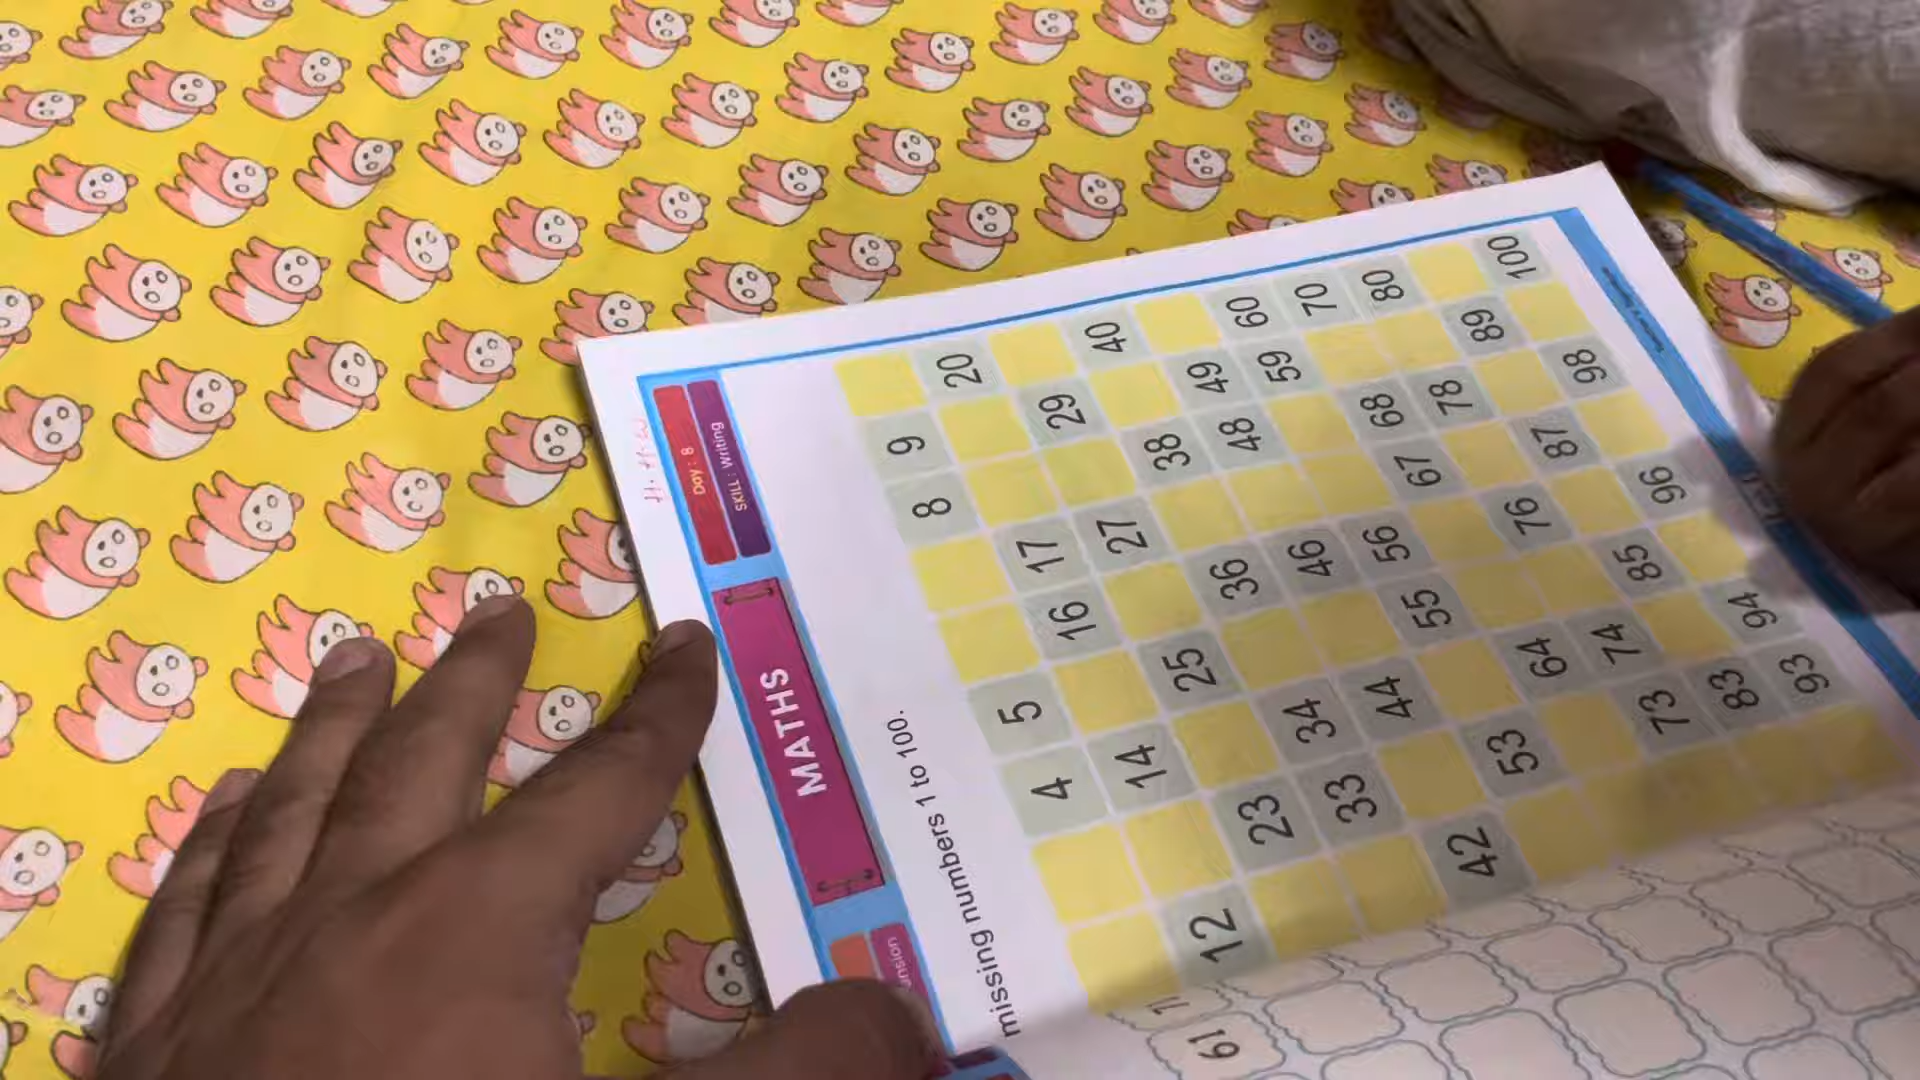 MATHS
Day : 8
SKILL : Writing
missing numbers 1 to 100.
4 5 8 9
12 14 16 17 20
23 25 27 29
33 34 36 38 40
42 44 46 48 49
53 55 56 59 60
64 67 68 70
73 74 76 78 80
83 85 87 89
93 94 96 98 100
61